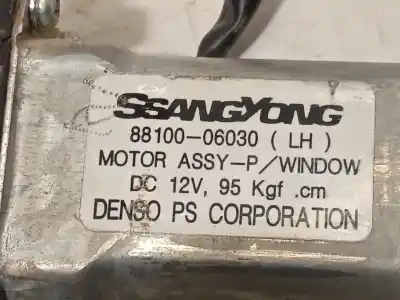 SSANGYONG
88100-06030 ( LH )
MOTOR ASSY-P/WINDOW
DC 12V, 95 Kgf .cm
DENSO PS CORPORATION